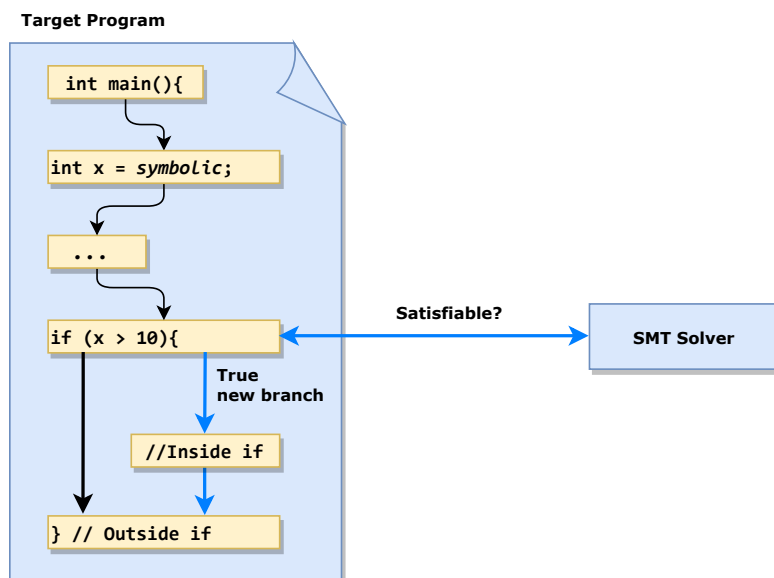 Target Program
int main(){
int x = symbolic;
...
if (x > 10){
Satisfiable?
SMT Solver
True
new branch
//Inside if
} // Outside if